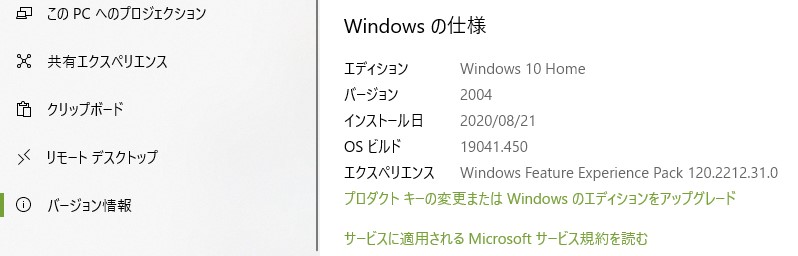 この PC へのプロジェクション
共有エクスペリエンス
クリップボード
リモート デスクトップ
バージョン情報
Windows の仕様
エディション Windows 10 Home
バージョン 2004
インストール日 2020/08/21
OS ビルド 19041.450
エクスペリエンス Windows Feature Experience Pack 120.2212.31.0
プロダクト キーの変更または Windows のエディションをアップグレード
サービスに適用される Microsoft サービス規約を読む